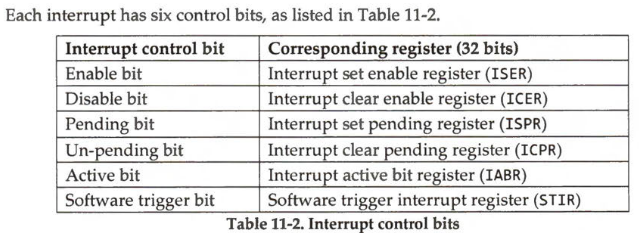 Each interrupt has six control bits, as listed in Table 11-2.
Interrupt control bit Corresponding register (32 bits)
Enable bit Interrupt set enable register (ISER)
Disable bit Interrupt clear enable register (ICER)
Pending bit Interrupt set pending register (ISPR)
Un-pending bit Interrupt clear pending register (ICPR)
Active bit Interrupt active bit register (IABR)
Software trigger bit Software trigger interrupt register (STIR)
Table 11-2. Interrupt control bits